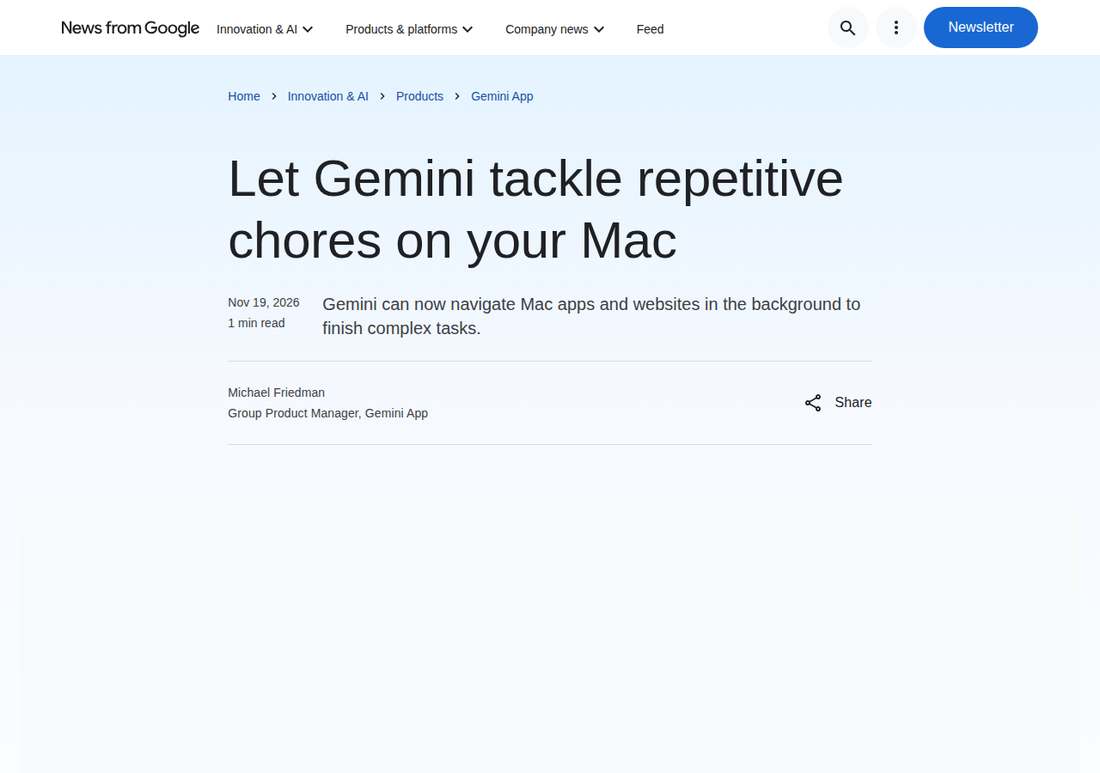 News from Google
Innovation & AI
Products & platforms
Company news
Feed
Newsletter
Home
Innovation & AI
Products
Gemini App
Let Gemini tackle repetitive
chores on your Mac
Nov 19, 2026
1 min read
Gemini can now navigate Mac apps and websites in the background to
finish complex tasks.
Michael Friedman
Group Product Manager, Gemini App
Share